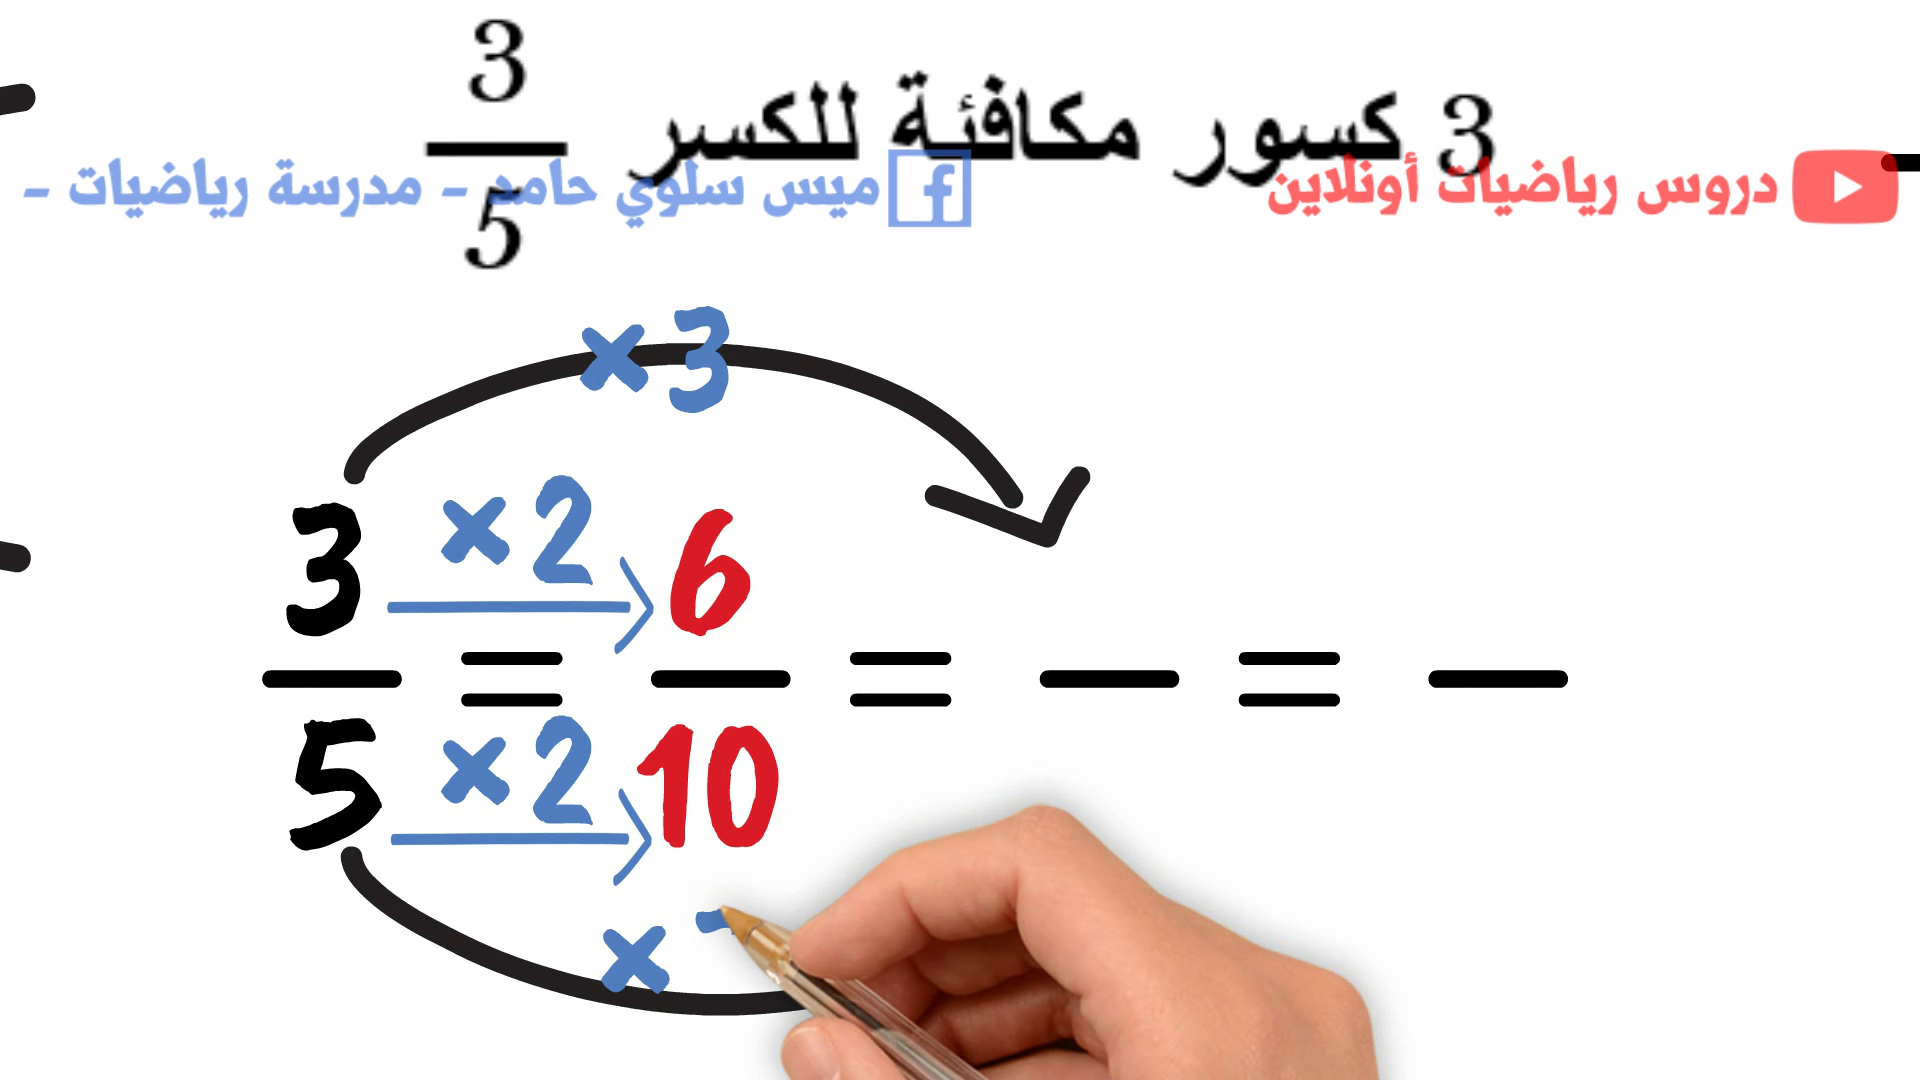 3 كسور مكافئة للكسر 3/5
دروس رياضيات أونلاين
ميس سلوي حامد - مدرسة رياضيات -
×3
3 ×2 6
= = =
5 ×2 10
×